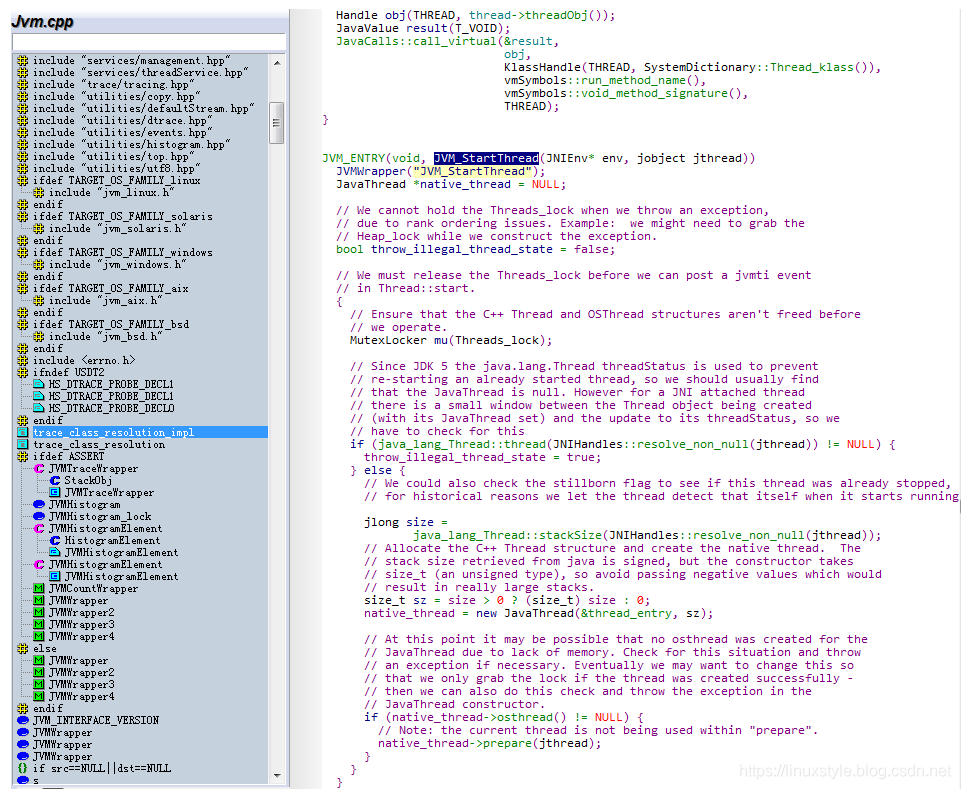 Jvm.cpp
include "services/management.hpp"
include "services/threadService.hpp"
include "trace/tracing.hpp"
include "utilities/copy.hpp"
include "utilities/defaultStream.hpp"
include "utilities/dtrace.hpp"
include "utilities/events.hpp"
include "utilities/histogram.hpp"
include "utilities/top.hpp"
include "utilities/utf8.hpp"
ifdef TARGET_OS_FAMILY_linux
include "jvm_linux.h"
endif
ifdef TARGET_OS_FAMILY_solaris
include "jvm_solaris.h"
endif
ifdef TARGET_OS_FAMILY_windows
include "jvm_windows.h"
endif
ifdef TARGET_OS_FAMILY_aix
include "jvm_aix.h"
endif
ifdef TARGET_OS_FAMILY_bsd
include "jvm_bsd.h"
endif
include <errno.h>
ifndef USDT2
HS_DTRACE_PROBE_DECL1
HS_DTRACE_PROBE_DECL1
HS_DTRACE_PROBE_DECL0
endif
trace_class_resolution_impl
trace_class_resolution
ifdef ASSERT
JVMTraceWrapper
StackObj
JVMTraceWrapper
JVMHistogram
JVMHistogram_lock
JVMHistogramElement
HistogramElement
JVMHistogramElement
JVMHistogramElement
JVMHistogramElement
JVMCountWrapper
JVMWrapper
JVMWrapper2
JVMWrapper3
JVMWrapper4
else
JVMWrapper
JVMWrapper2
JVMWrapper3
JVMWrapper4
endif
JVM_INTERFACE_VERSION
JVMWrapper
JVMWrapper
JVMWrapper
if src==NULL||dst==NULL
s
Handle obj(THREAD, thread->threadObj());
JavaValue result(T_VOID);
JavaCalls::call_virtual(&result,
obj,
KlassHandle(THREAD, SystemDictionary::Thread_klass()),
vmSymbols::run_method_name(),
vmSymbols::void_method_signature(),
THREAD);
}
JVM_ENTRY(void, JVM_StartThread(JNIEnv* env, jobject jthread))
JVMWrapper("JVM_StartThread");
JavaThread *native_thread = NULL;
// We cannot hold the Threads_lock when we throw an exception,
// due to rank ordering issues. Example:  we might need to grab the
// Heap_lock while we construct the exception.
bool throw_illegal_thread_state = false;
// We must release the Threads_lock before we can post a jvmti event
// in Thread::start.
{
// Ensure that the C++ Thread and OSThread structures aren't freed before
// we operate.
MutexLocker mu(Threads_lock);
// Since JDK 5 the java.lang.Thread threadStatus is used to prevent
// re-starting an already started thread, so we should usually find
// that the JavaThread is null. However for a JNI attached thread
// there is a small window between the Thread object being created
// (with its JavaThread set) and the update to its threadStatus, so we
// have to check for this
if (java_lang_Thread::thread(JNIHandles::resolve_non_null(jthread)) != NULL) {
throw_illegal_thread_state = true;
} else {
// We could also check the stillborn flag to see if this thread was already stopped,
// for historical reasons we let the thread detect that itself when it starts running
jlong size =
java_lang_Thread::stackSize(JNIHandles::resolve_non_null(jthread));
// Allocate the C++ Thread structure and create the native thread.  The
// stack size retrieved from java is signed, but the constructor takes
// size_t (an unsigned type), so avoid passing negative values which would
// result in really large stacks.
size_t sz = size > 0 ? (size_t) size : 0;
native_thread = new JavaThread(&thread_entry, sz);
// At this point it may be possible that no osthread was created for the
// JavaThread due to lack of memory. Check for this situation and throw
// an exception if necessary. Eventually we may want to change this so
// that we only grab the lock if the thread was created successfully -
// then we can also do this check and throw the exception in the
// JavaThread constructor.
if (native_thread->osthread() != NULL) {
// Note: the current thread is not being used within "prepare".
native_thread->prepare(jthread);
}
}
}
https://linuxstyle.blog.csdn.net